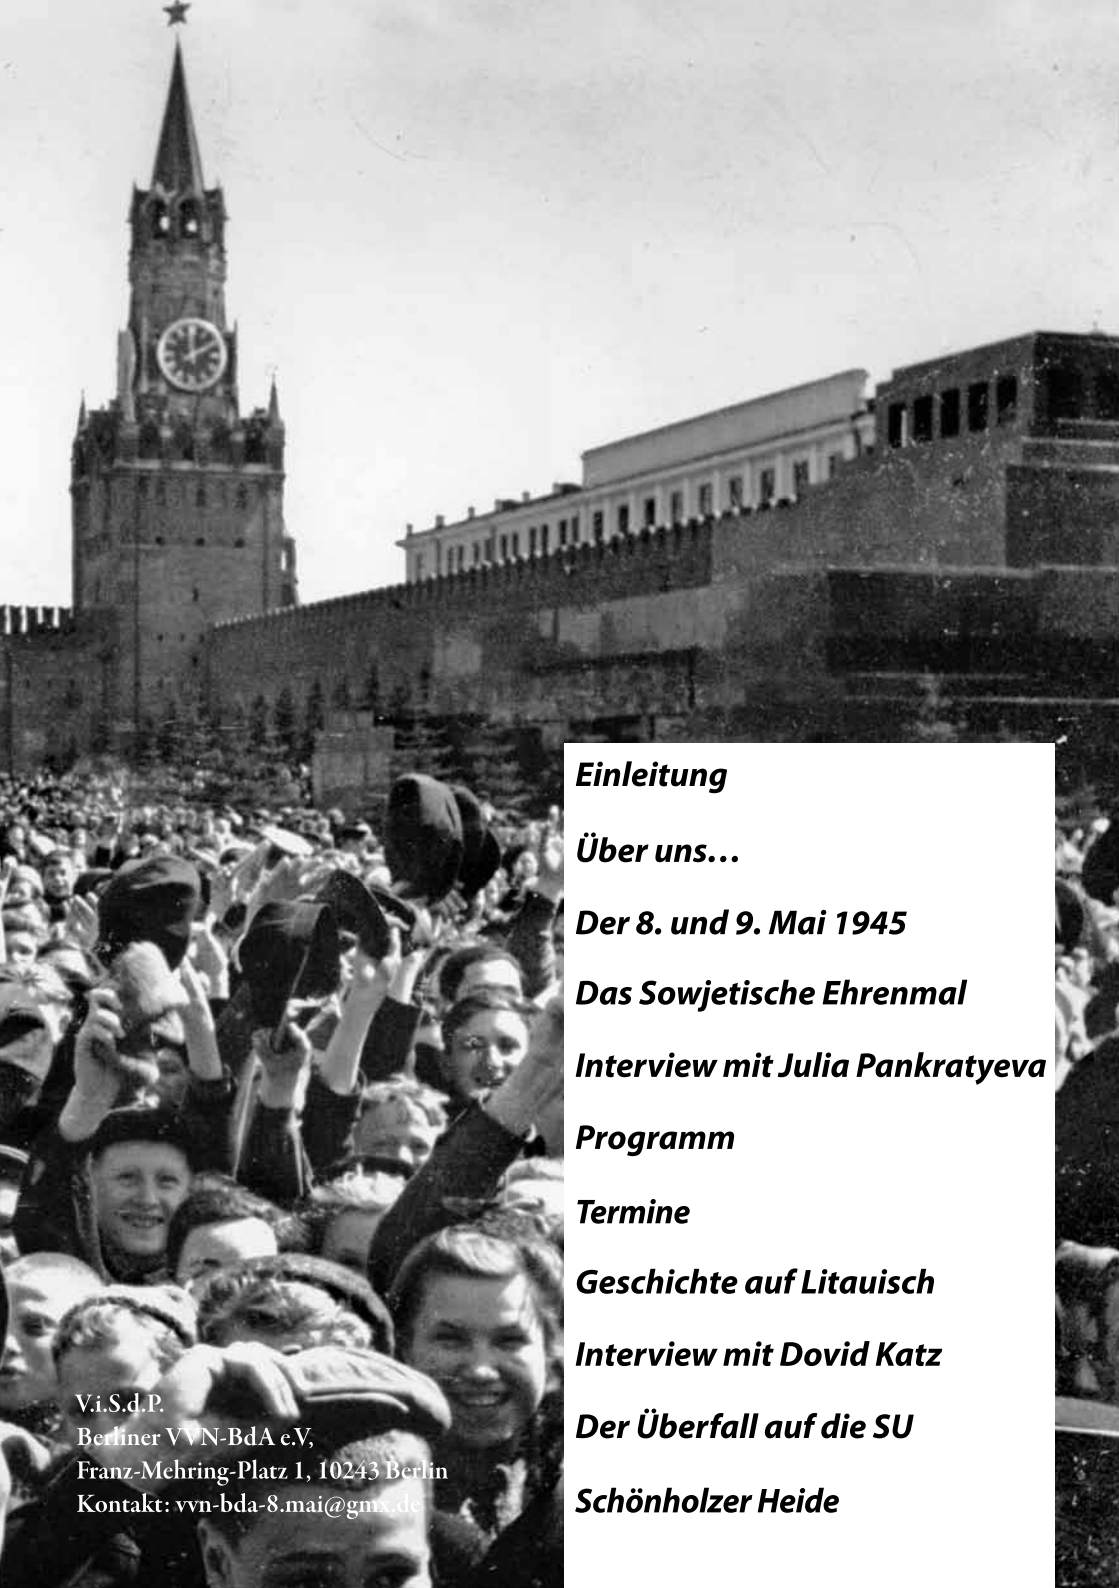 Einleitung
Über uns…
Der 8. und 9. Mai 1945
Das Sowjetische Ehrenmal
Interview mit Julia Pankratyeva
Programm
Termine
Geschichte auf Litauisch
Interview mit Dovid Katz
Der Überfall auf die SU
Schönholzer Heide
V.i.S.d.P.
Berliner VVN-BdA e.V,
Franz-Mehring-Platz 1, 10243 Berlin
Kontakt: vvn-bda-8.mai@gmx.de